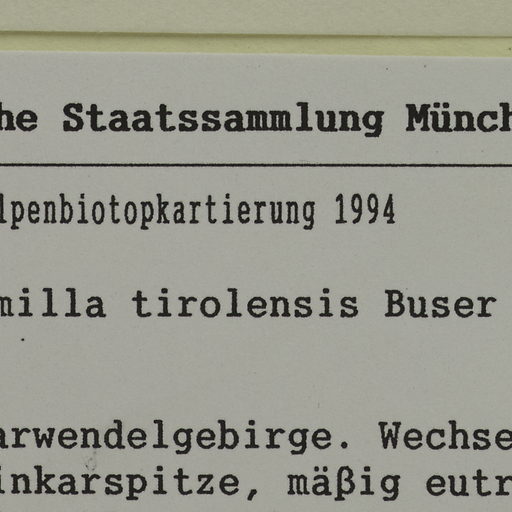 he Staatssammlung Münch
lpenbiotopkartierung 1994
milla tirolensis Buser
arwendelgebirge. Wechse
inkarspitze, mäßig eutr